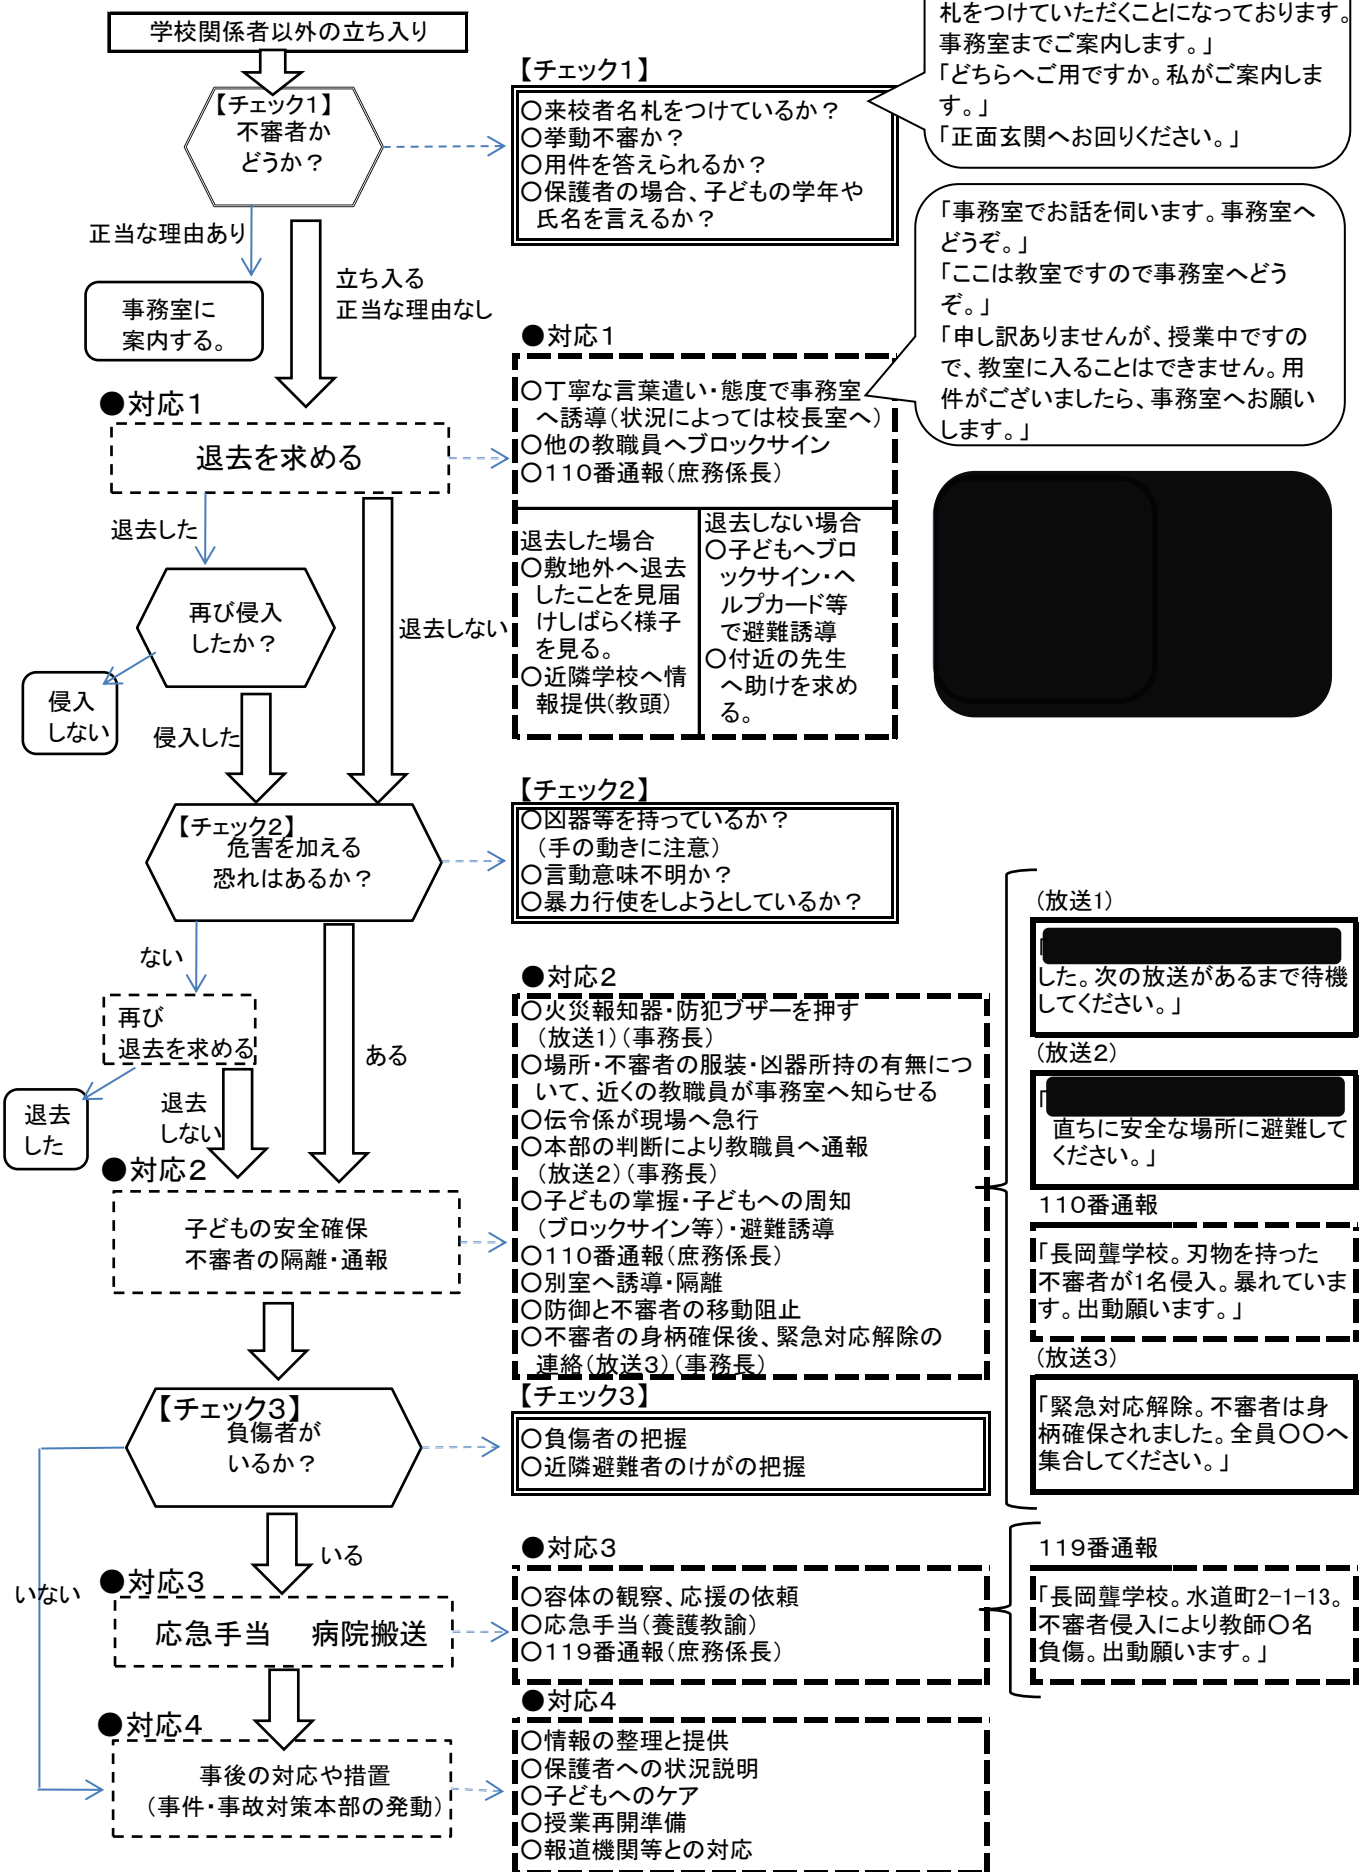 学校関係者以外の立ち入り
【チェック1】
不審者か
どうか？
正当な理由あり
事務室に
案内する。
立ち入る
正当な理由なし
●対応1
退去を求める
退去した
再び侵入
したか？
退去しない
侵入
しない
侵入した
【チェック2】
危害を加える
恐れはあるか？
ない
再び
退去を求める
ある
退去
した
退去
しない
●対応2
子どもの安全確保
不審者の隔離・通報
【チェック3】
負傷者が
いるか？
いる
いない
●対応3
応急手当　病院搬送
●対応4
事後の対応や措置
（事件・事故対策本部の発動）
【チェック1】
○来校者名札をつけているか？
○挙動不審か？
○用件を答えられるか？
○保護者の場合、子どもの学年や
氏名を言えるか？
●対応1
○丁寧な言葉遣い・態度で事務室
へ誘導（状況によっては校長室へ）
○他の教職員へブロックサイン
○110番通報（庶務係長）
退去した場合
○敷地外へ退去
したことを見届
けしばらく様子
を見る。
○近隣学校へ情
報提供(教頭)
退去しない場合
○子どもへブロ
ックサイン・ヘ
ルプカード等
で避難誘導
○付近の先生
へ助けを求め
る。
【チェック2】
○凶器等を持っているか？
（手の動きに注意）
○言動意味不明か？
○暴力行使をしようとしているか？
●対応2
○火災報知器・防犯ブザーを押す
（放送1）（事務長）
○場所・不審者の服装・凶器所持の有無につ
いて、近くの教職員が事務室へ知らせる
○伝令係が現場へ急行
○本部の判断により教職員へ通報
（放送2）（事務長）
○子どもの掌握・子どもへの周知
（ブロックサイン等）・避難誘導
○110番通報（庶務係長）
○別室へ誘導・隔離
○防御と不審者の移動阻止
○不審者の身柄確保後、緊急対応解除の
連絡（放送3）（事務長）
【チェック3】
○負傷者の把握
○近隣避難者のけがの把握
●対応3
○容体の観察、応援の依頼
○応急手当（養護教諭）
○119番通報（庶務係長）
●対応4
○情報の整理と提供
○保護者への状況説明
○子どもへのケア
○授業再開準備
○報道機関等との対応
札をつけていただくことになっております。
事務室までご案内します。」
「どちらへご用ですか。私がご案内しま
す。」
「正面玄関へお回りください。」
「事務室でお話を伺います。事務室へ
どうぞ。」
「ここは教室ですので事務室へどう
ぞ。」
「申し訳ありませんが、授業中ですの
で、教室に入ることはできません。用
件がございましたら、事務室へお願い
します。」
(放送1)
「
した。次の放送があるまで待機
してください。」
(放送2)
「
直ちに安全な場所に避難して
ください。」
110番通報
「長岡聾学校。刃物を持った
不審者が1名侵入。暴れていま
す。出動願います。」
(放送3)
「緊急対応解除。不審者は身
柄確保されました。全員○○へ
集合してください。」
119番通報
「長岡聾学校。水道町2-1-13。
不審者侵入により教師○名
負傷。出動願います。」